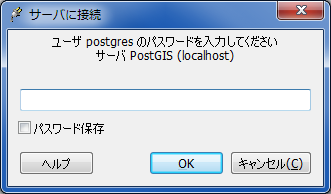 サーバに接続
ユーザ postgres のパスワードを入力してください
サーバ PostGIS (localhost)
パスワード保存
ヘルプ
OK
キャンセル(C)